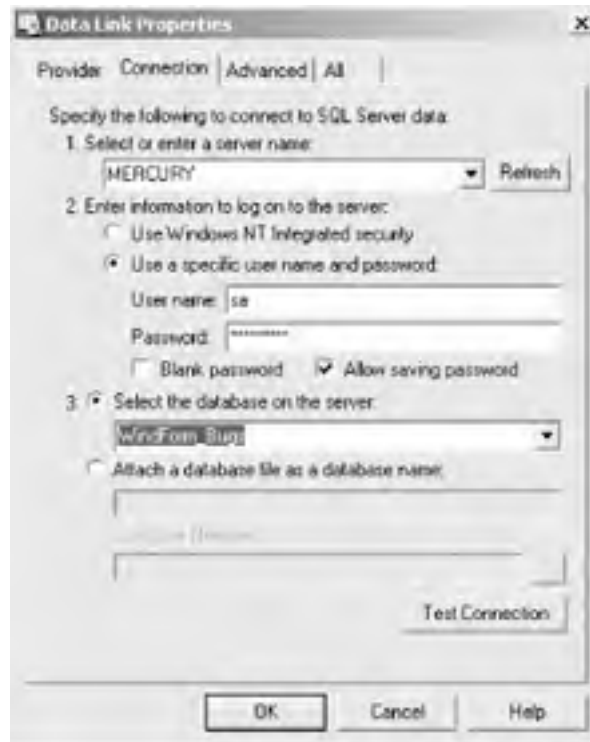 Data Link Properties
Provider Connection Advanced All
Specify the following to connect to SQL Server data:
1. Select or enter a server name:
MERCURY Refresh
2. Enter information to log on to the server:
Use Windows NT Integrated security
Use a specific user name and password:
User name: sa
Password: **********
Blank password Allow saving password
3. Select the database on the server:
WindForm_Bugs
Attach a database file as a database name:
Test Connection
OK Cancel Help